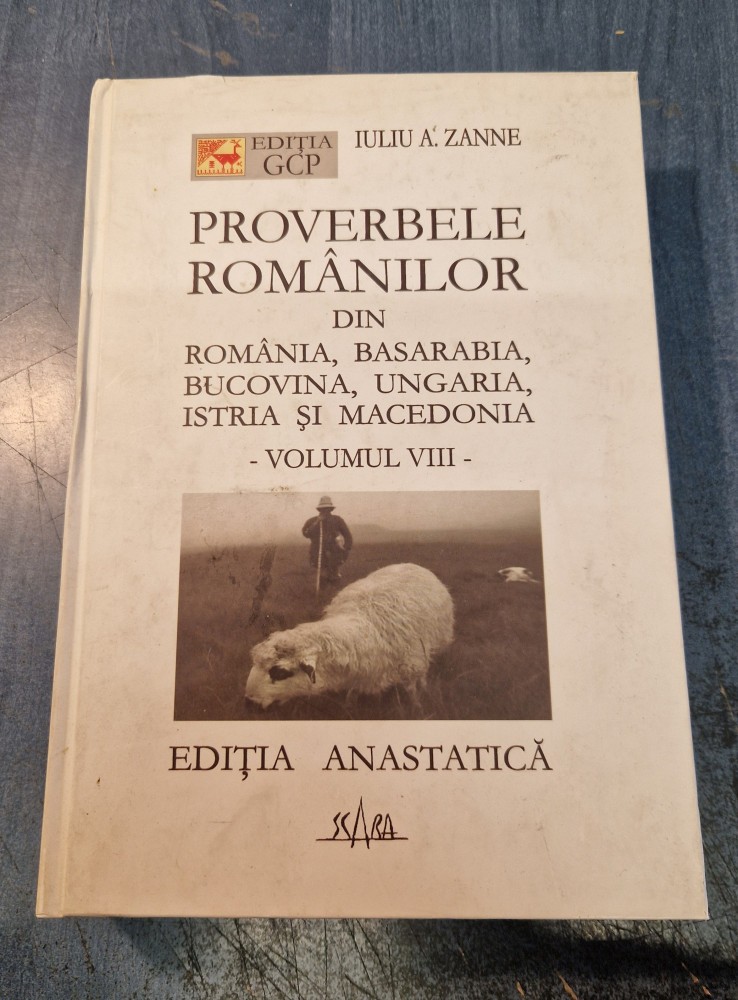 EDIȚIA
GCP
IULIU A. ZANNE
PROVERBELE
ROMÂNILOR
DIN
ROMÂNIA, BASARABIA,
BUCOVINA, UNGARIA,
ISTRIA ȘI MACEDONIA
- VOLUMUL VIII -
EDIȚIA ANASTATICĂ
SCARA